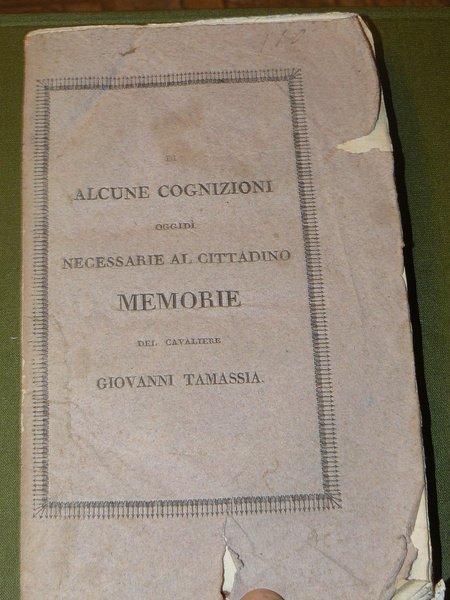 DI
ALCUNE COGNIZIONI
OGGIDÌ
NECESSARIE AL CITTADINO
MEMORIE
DEL CAVALIERE
GIOVANNI TAMASSIA.